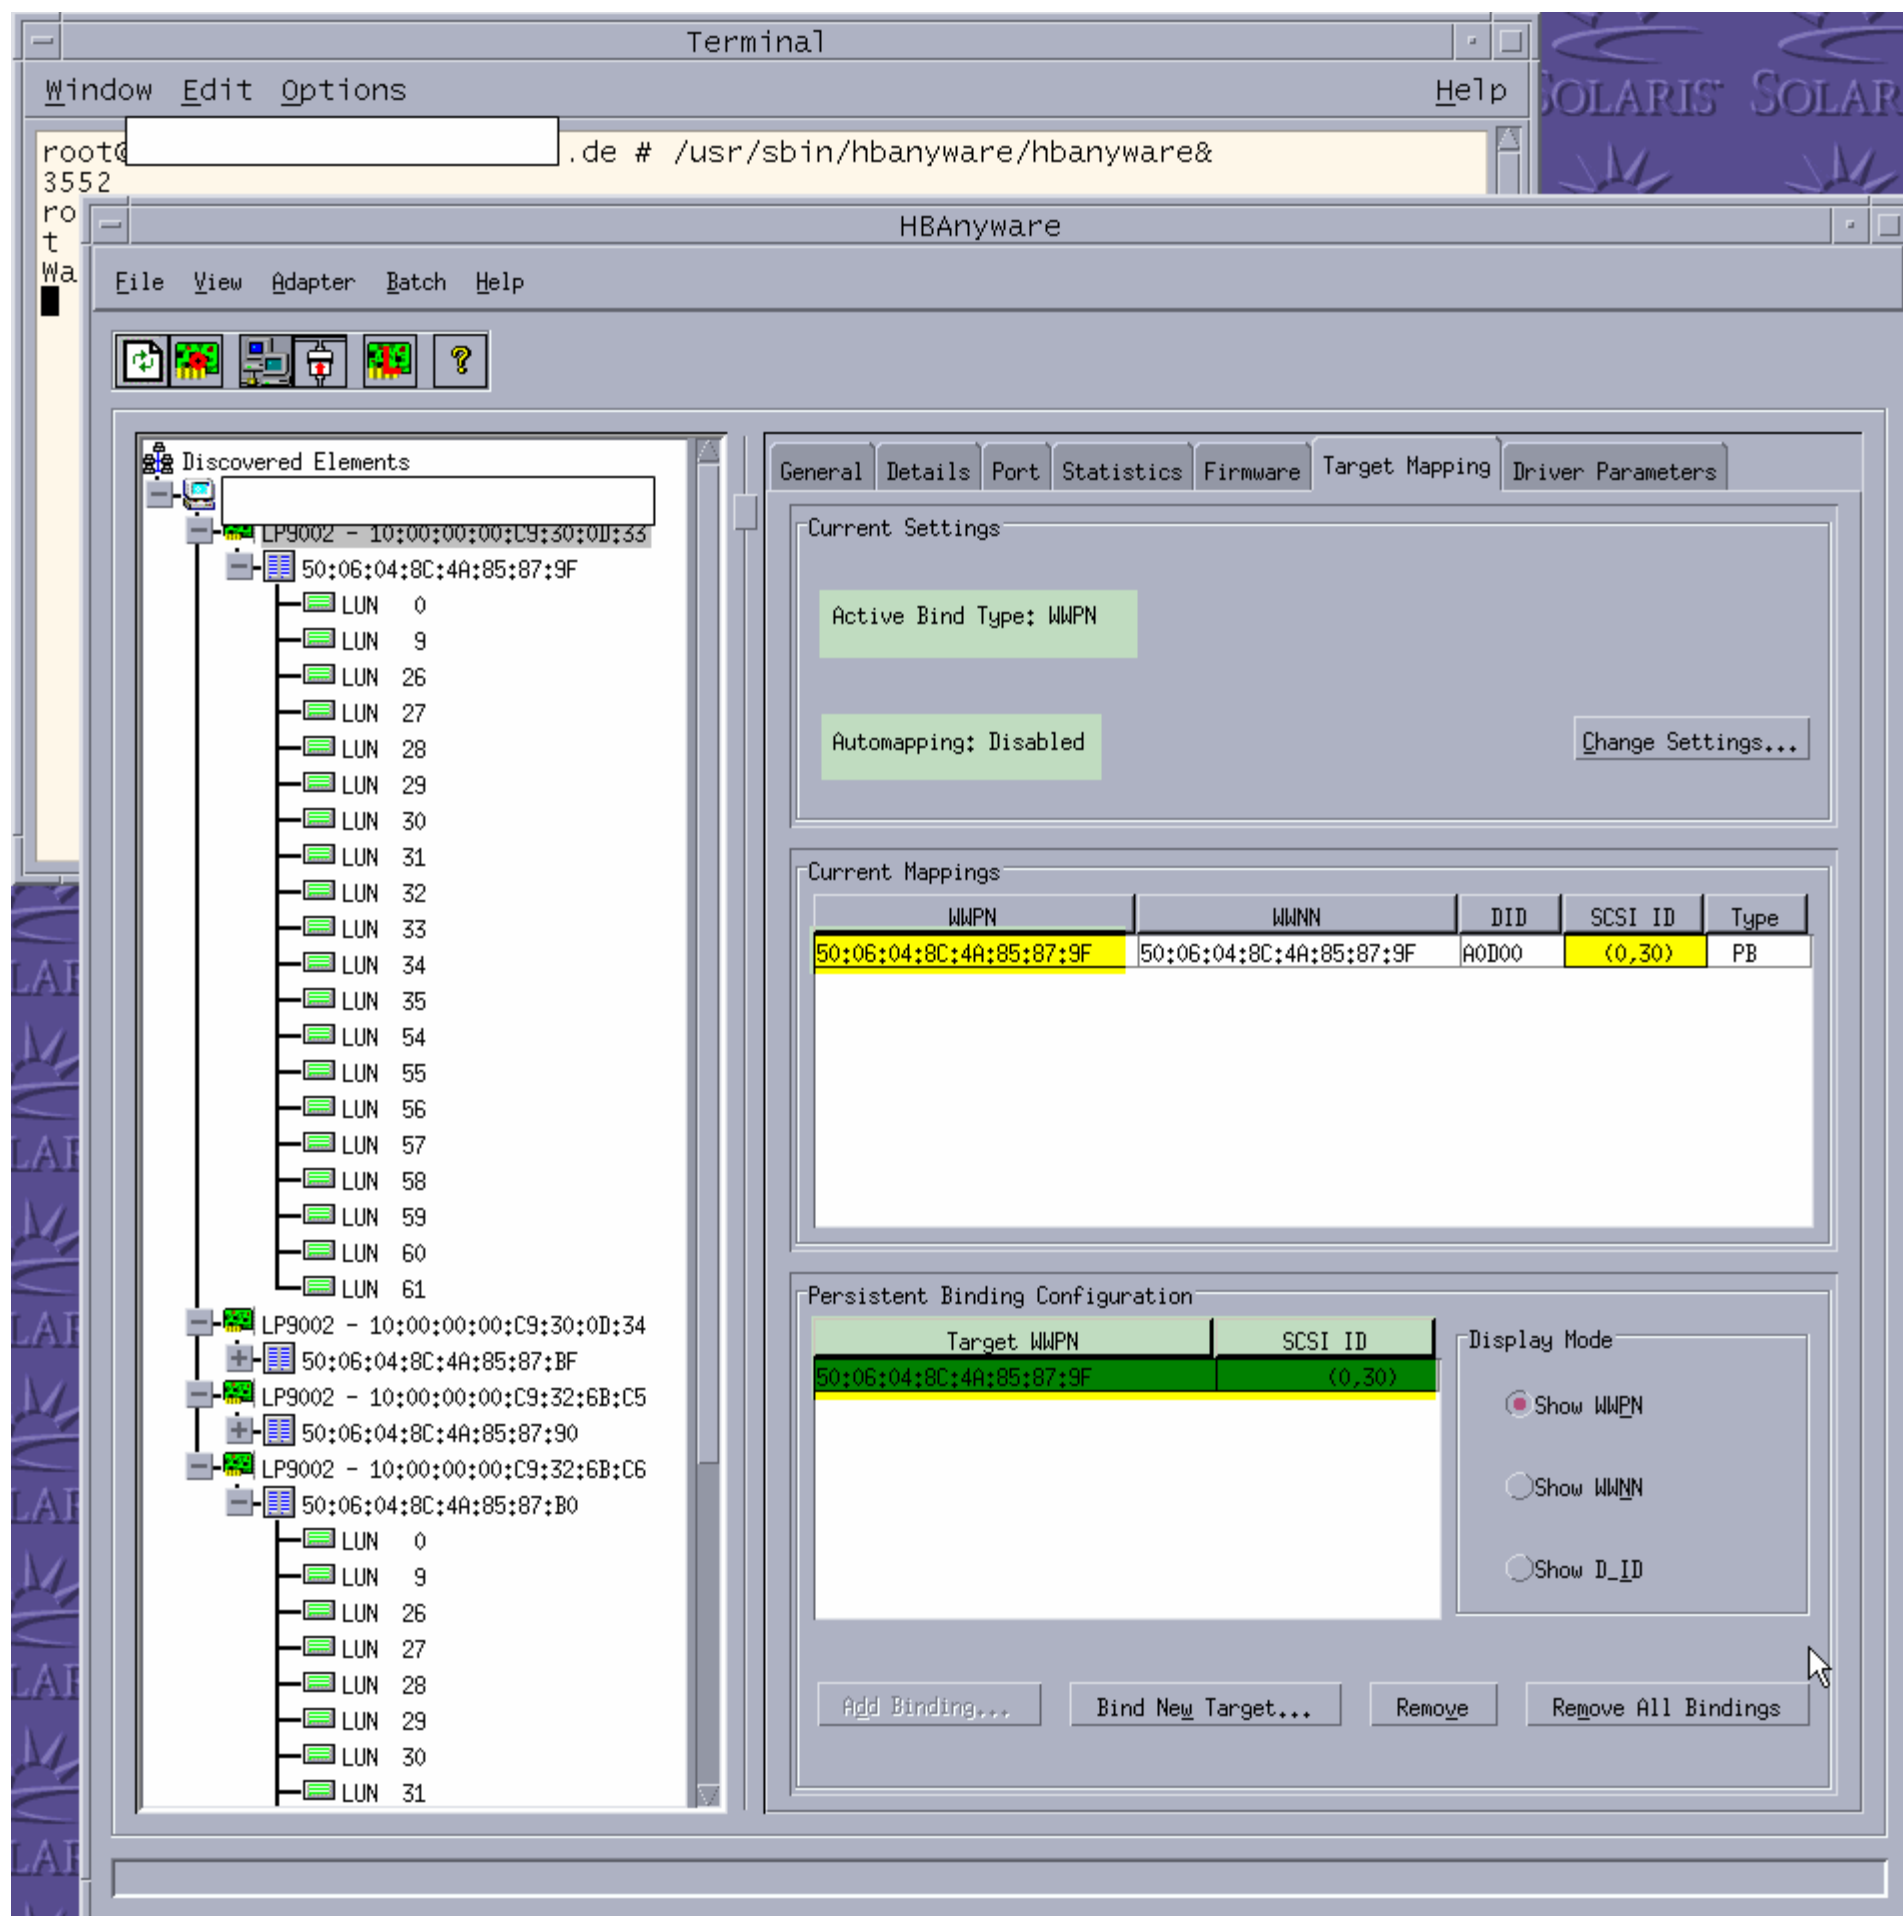 Terminal
Window Edit Options Help
root@ .de # /usr/sbin/hbanyware/hbanyware&
3552
ro
t
Wa
SOLARIS
HBAnyware
File View Adapter Batch Help
Discovered Elements
LP9002 - 10:00:00:00:C9:30:0D:33
50:06:04:8C:4A:85:87:9F
LUN 0
LUN 9
LUN 26
LUN 27
LUN 28
LUN 29
LUN 30
LUN 31
LUN 32
LUN 33
LUN 34
LUN 35
LUN 54
LUN 55
LUN 56
LUN 57
LUN 58
LUN 59
LUN 60
LUN 61
LP9002 - 10:00:00:00:C9:30:0D:34
50:06:04:8C:4A:85:87:BF
LP9002 - 10:00:00:00:C9:32:6B:C5
50:06:04:8C:4A:85:87:90
LP9002 - 10:00:00:00:C9:32:6B:C6
50:06:04:8C:4A:85:87:B0
LUN 0
LUN 9
LUN 26
LUN 27
LUN 28
LUN 29
LUN 30
LUN 31
General Details Port Statistics Firmware Target Mapping Driver Parameters
Current Settings
Active Bind Type: WWPN
Automapping: Disabled
Change Settings...
Current Mappings
WWPN WWNN DID SCSI ID Type
50:06:04:8C:4A:85:87:9F 50:06:04:8C:4A:85:87:9F A0D00 (0,30) PB
Persistent Binding Configuration
Target WWPN SCSI ID
50:06:04:8C:4A:85:87:9F (0,30)
Display Mode
Show WWPN
Show WWNN
Show D_ID
Add Binding... Bind New Target... Remove Remove All Bindings